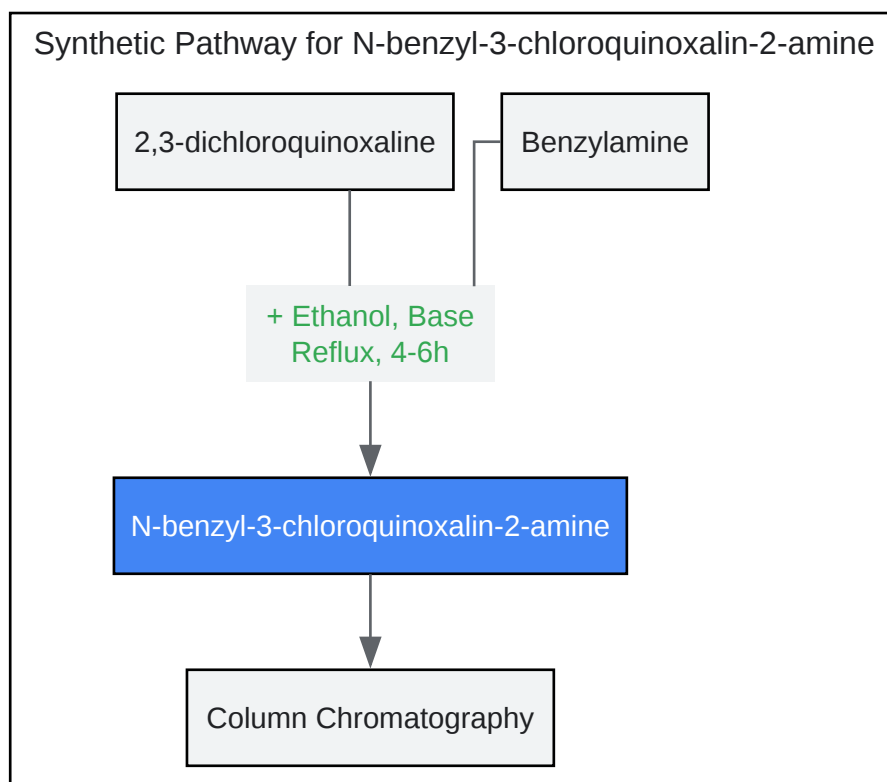 Synthetic Pathway for N-benzyl-3-chloroquinoxalin-2-amine
2,3-dichloroquinoxaline
Benzylamine
+ Ethanol, Base
Reflux, 4-6h
N-benzyl-3-chloroquinoxalin-2-amine
Column Chromatography